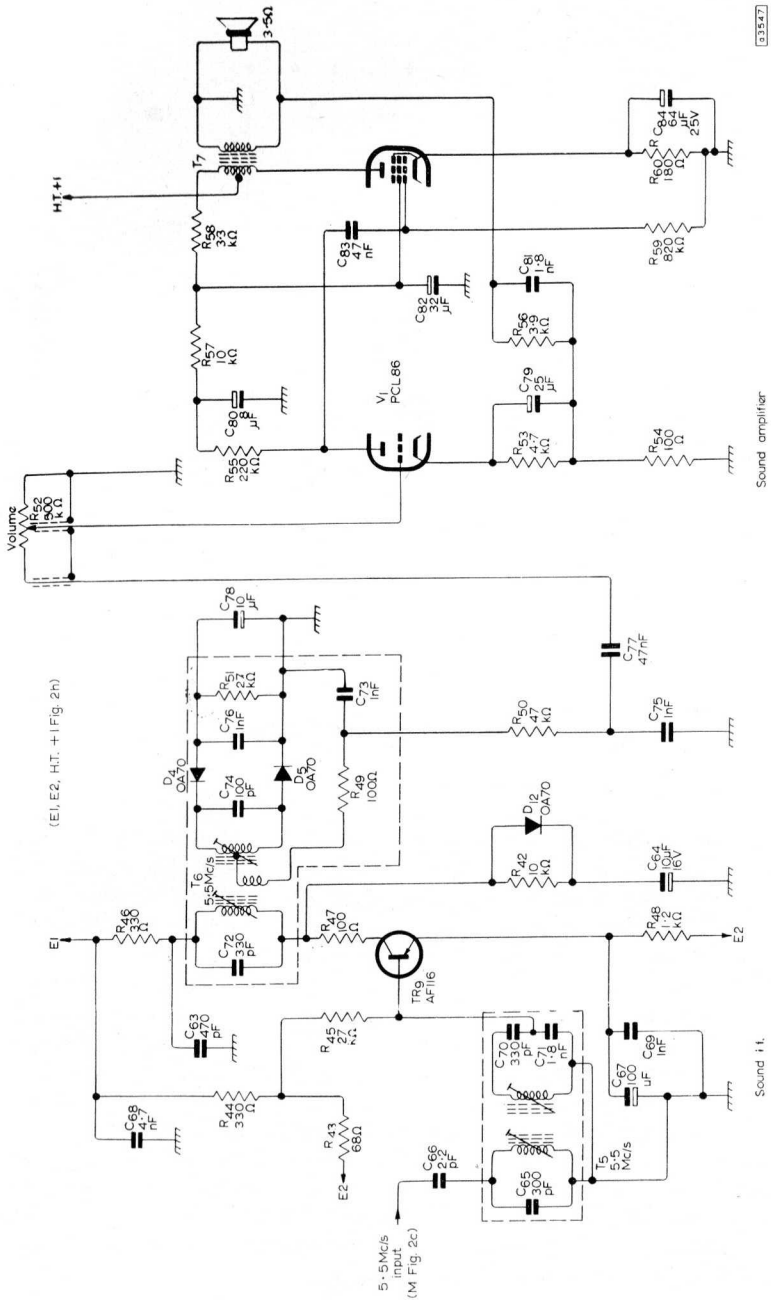 5·5Mc/s
input
(M Fig. 2c)
C66
2·2
pF
C65
300
pF
T5
5·5
Mc/s
C70
330
pF
C71
1·8
nF
C67
100
µF
C69
1nF
R48
1·2
kΩ
E2
E2
R43
68Ω
R44
330
Ω
C68
4·7
nF
C63
470
pF
R45
27
kΩ
TR9
AF116
E1
R46
330
Ω
C72
330
pF
T6
5·5Mc/s
R47
100
Ω
R42
10
kΩ
D12
OA70
C64
10µF
16V
(E1, E2, H.T. +1 Fig. 2h)
D4
OA70
C74
100
pF
D5
OA70
C76
1nF
R51
27
kΩ
C78
10
µF
R49
100Ω
C73
1nF
R50
47
kΩ
C75
1nF
C77
47nF
Sound i.f.
Volume
R52
500
kΩ
R55
220
kΩ
C80
8
µF
R57
10
kΩ
R58
3·3
kΩ
H.T.+1
T7
3·5Ω
C83
47
nF
C82
32
µF
V1
PCL86
R53
4·7
kΩ
C79
25
µF
R56
3·9
kΩ
C81
1·8
nF
R54
100
Ω
R59
820
kΩ
R
R60
180
Ω
C84
64
µF
25V
Sound amplifier
a3547